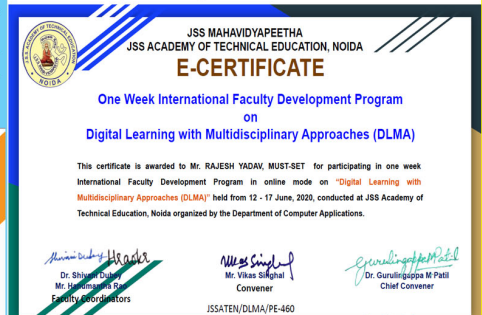 JSS MAHAVIDYAPEETHA
JSS ACADEMY OF TECHNICAL EDUCATION, NOIDA
E-CERTIFICATE
One Week International Faculty Development Program
on
Digital Learning with Multidisciplinary Approaches (DLMA)
This certificate is awarded to Mr. RAJESH YADAV, MUST-SET for participating in one week
International Faculty Development Program in online mode on “Digital Learning with
Multidisciplinary Approaches (DLMA)” held from 12 - 17 June, 2020, conducted at JSS Academy of
Technical Education, Noida organized by the Department of Computer Applications.
Dr. Shivani Dubey
Mr. Hanumantha Rao
Faculty Coordinators
Mr. Vikas Singhal
Convener
Dr. Gurulingappa M Patil
Chief Convener
JSSATEN/DLMA/PE-460